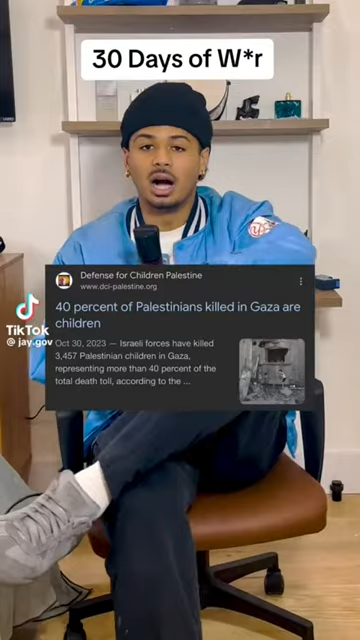 30 Days of W*r
Defense for Children Palestine
www.dci-palestine.org
40 percent of Palestinians killed in Gaza are
children
Oct 30, 2023 — Israeli forces have killed
3,457 Palestinian children in Gaza,
representing more than 40 percent of the
total death toll, according to the ...
TikTok
@ jay.gov